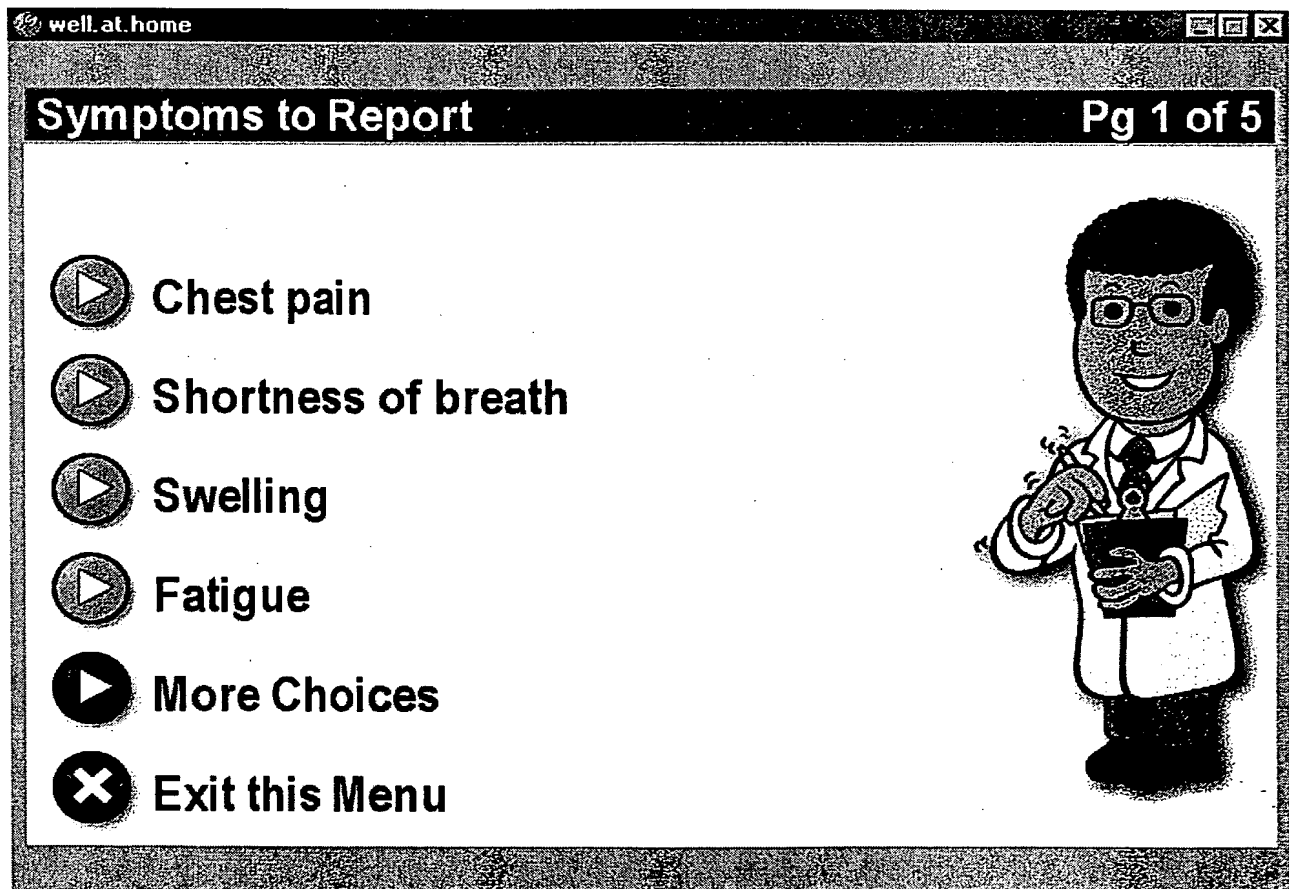 well.at.home
Symptoms to Report Pg 1 of 5
Chest pain
Shortness of breath
Swelling
Fatigue
More Choices
Exit this Menu